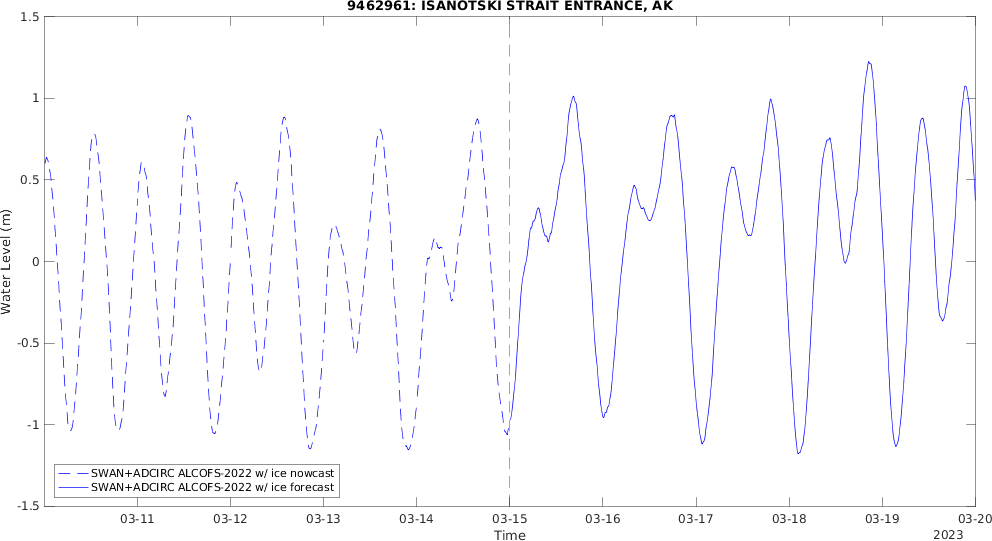 9462961: ISANOTSKI STRAIT ENTRANCE, AK
1.5
1
0.5
0
-0.5
-1
-1.5
Water Level (m)
SWAN+ADCIRC ALCOFS-2022 w/ ice nowcast
SWAN+ADCIRC ALCOFS-2022 w/ ice forecast
03-11 03-12 03-13 03-14 03-15 03-16 03-17 03-18 03-19 03-20
Time
2023